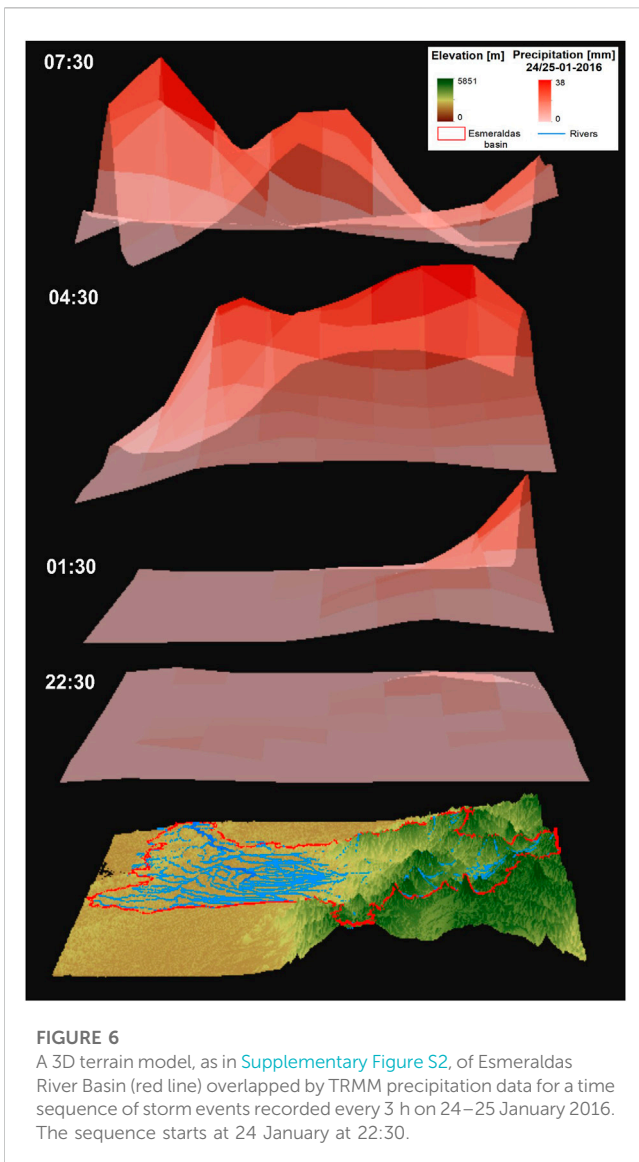 07:30
Elevation [m] Precipitation [mm]
24/25-01-2016
5851 38
0 0
Esmeraldas basin Rivers
04:30
01:30
22:30
FIGURE 6
A 3D terrain model, as in Supplementary Figure S2, of Esmeraldas
River Basin (red line) overlapped by TRMM precipitation data for a time
sequence of storm events recorded every 3 h on 24–25 January 2016.
The sequence starts at 24 January at 22:30.